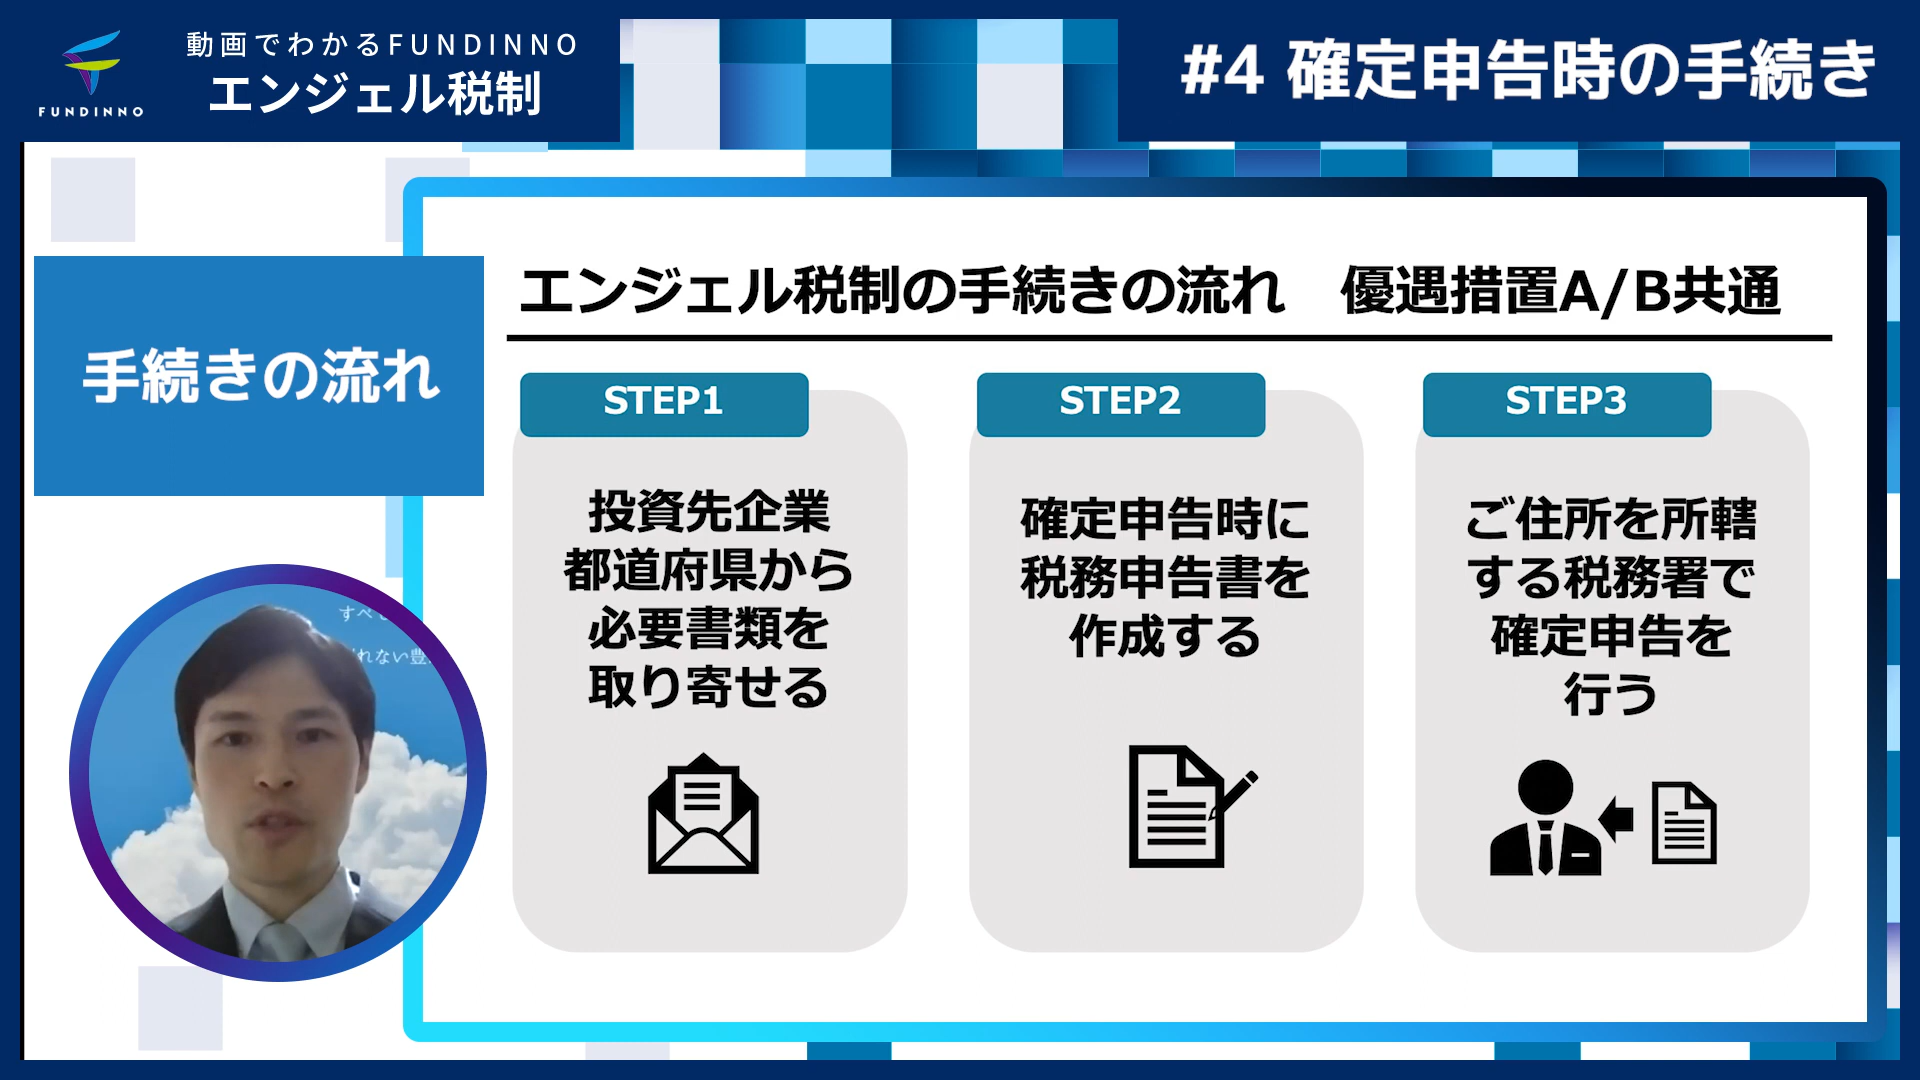 動画でわかるFUNDINNO
エンジェル税制
FUNDINNO
#4 確定申告時の手続き
手続きの流れ
エンジェル税制の手続きの流れ　優遇措置A/B共通
STEP1
投資先企業
都道府県から
必要書類を
取り寄せる
STEP2
確定申告時に
税務申告書を
作成する
STEP3
ご住所を所轄
する税務署で
確定申告を
行う
すべ
れない豊